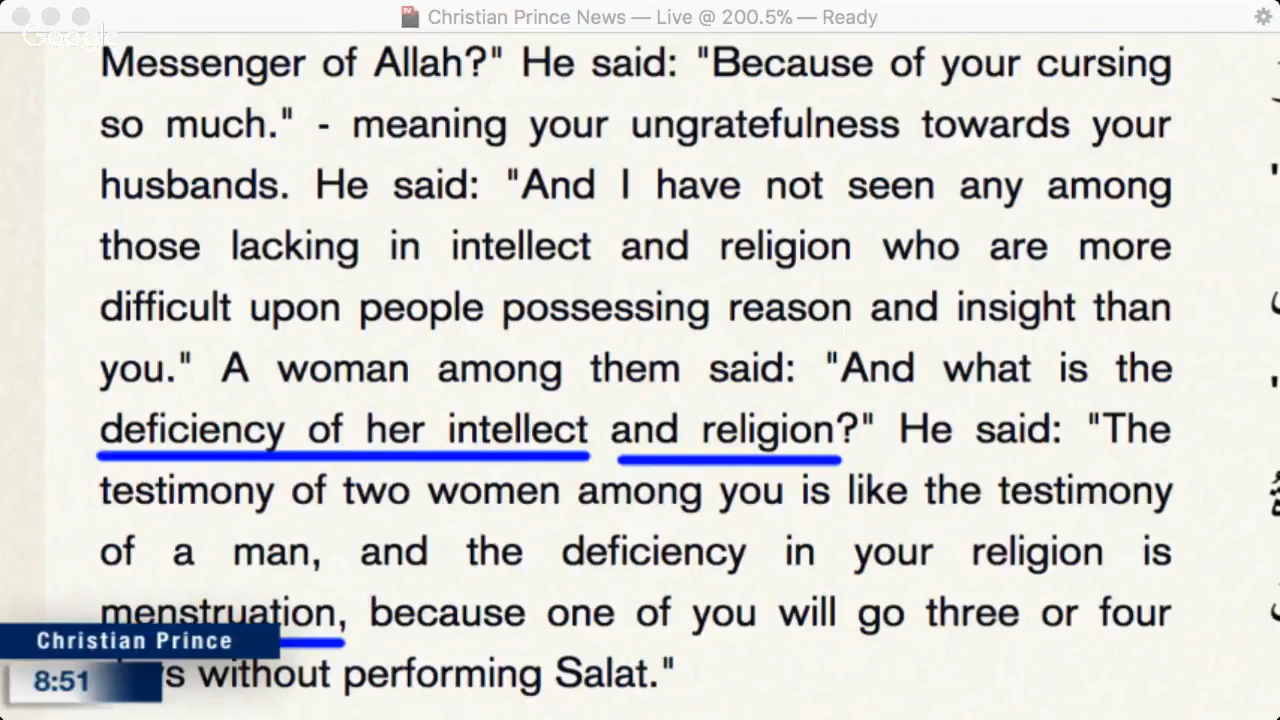 Christian Prince News — Live @ 200.5% — Ready
Google
Messenger of Allah?" He said: "Because of your cursing
so much." - meaning your ungratefulness towards your
husbands. He said: "And I have not seen any among
those lacking in intellect and religion who are more
difficult upon people possessing reason and insight than
you." A woman among them said: "And what is the
deficiency of her intellect and religion?" He said: "The
testimony of two women among you is like the testimony
of a man, and the deficiency in your religion is
menstruation, because one of you will go three or four
Christian Prince
without performing Salat."
8:51